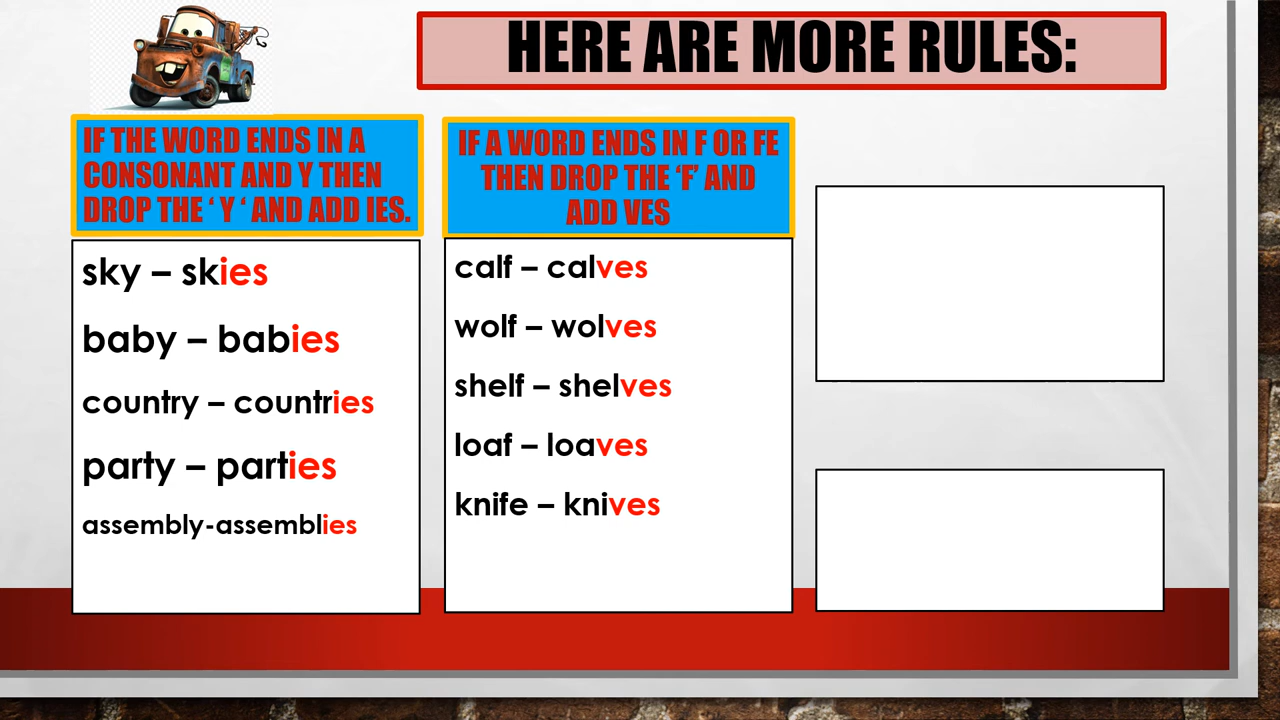 HERE ARE MORE RULES:
IF THE WORD ENDS IN A
CONSONANT AND Y THEN
DROP THE ‘ Y ‘ AND ADD IES.
sky – skies
baby – babies
country – countries
party – parties
assembly-assemblies
IF A WORD ENDS IN F OR FE
THEN DROP THE ‘F’ AND
ADD VES
calf – calves
wolf – wolves
shelf – shelves
loaf – loaves
knife – knives